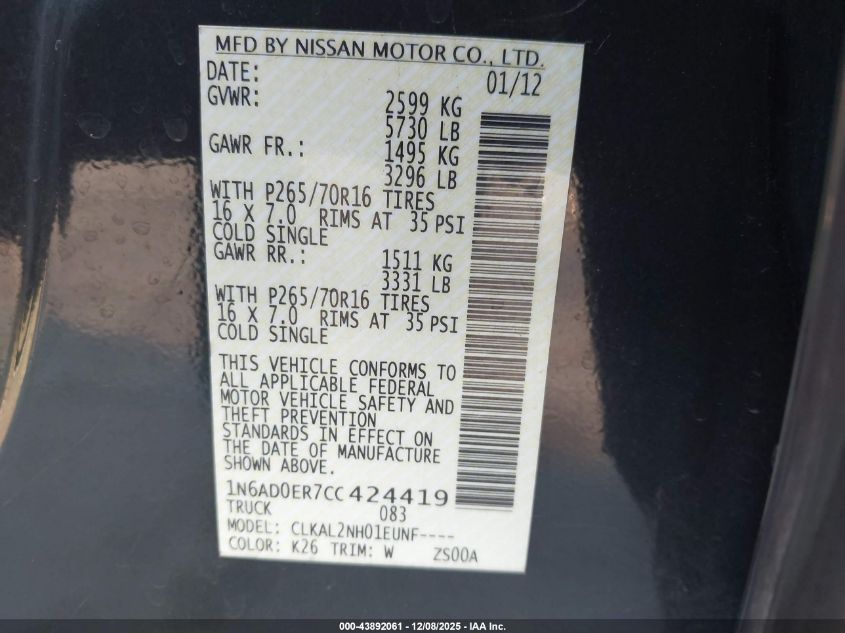 MFD BY NISSAN MOTOR CO., LTD.
DATE: 01/12
GVWR: 2599 KG
5730 LB
GAWR FR.: 1495 KG
3296 LB
WITH P265/70R16 TIRES
16 X 7.0 RIMS AT 35 PSI
COLD SINGLE
GAWR RR.: 1511 KG
3331 LB
WITH P265/70R16 TIRES
16 X 7.0 RIMS AT 35 PSI
COLD SINGLE
THIS VEHICLE CONFORMS TO
ALL APPLICABLE FEDERAL
MOTOR VEHICLE SAFETY AND
THEFT PREVENTION
STANDARDS IN EFFECT ON
THE DATE OF MANUFACTURE
SHOWN ABOVE.
1N6AD0ER7CC424419
TRUCK 083
MODEL: CLKAL2NH01EUNF----
COLOR: K26 TRIM: W ZS00A
000-43892061 - 12/08/2025 - IAA Inc.